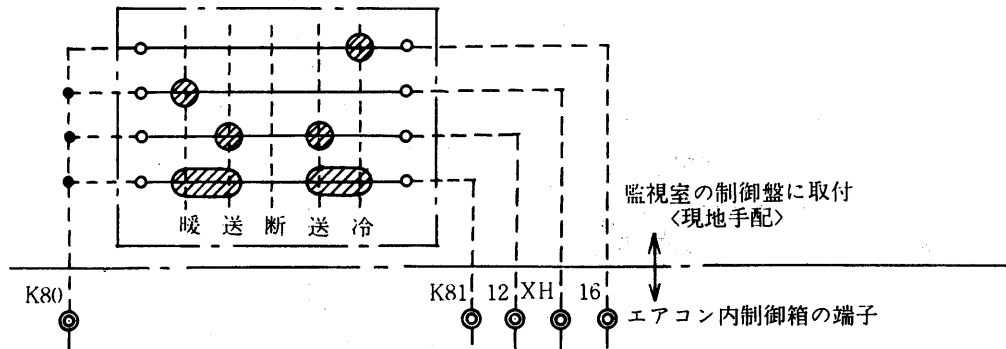 暖 送 断 送 冷
監視室の制御盤に取付
<現地手配>
K80 K81 12 XH 16
エアコン内制御箱の端子